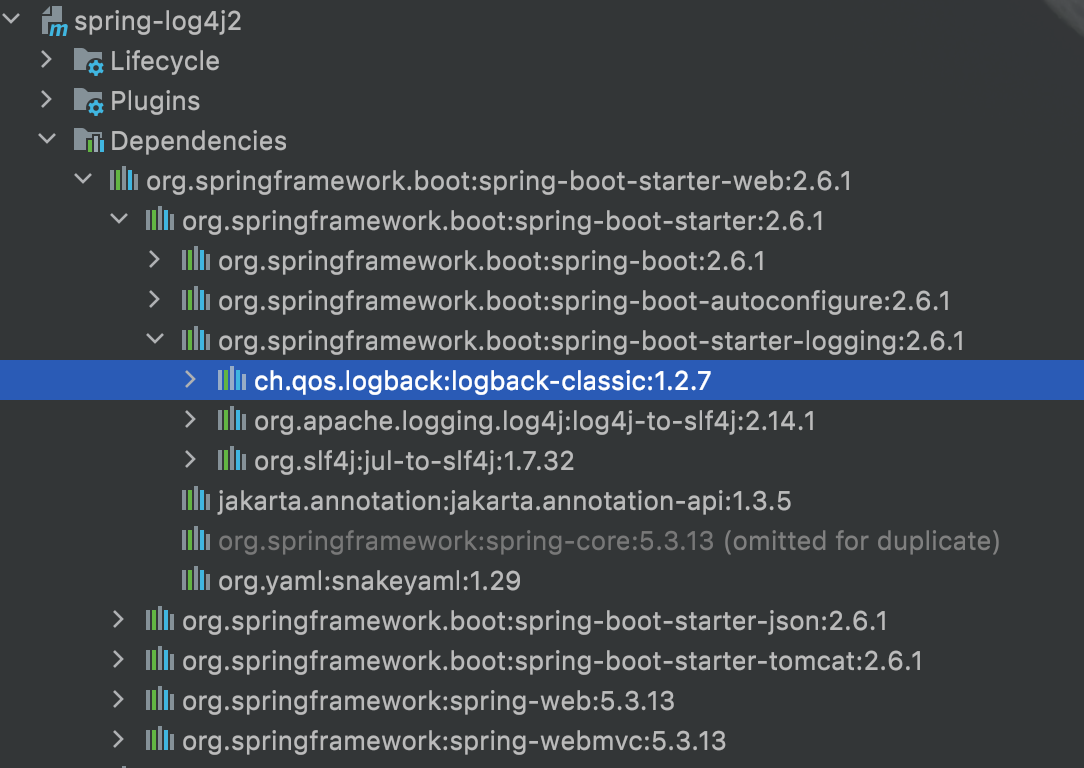 spring-log4j2
Lifecycle
Plugins
Dependencies
org.springframework.boot:spring-boot-starter-web:2.6.1
org.springframework.boot:spring-boot-starter:2.6.1
org.springframework.boot:spring-boot:2.6.1
org.springframework.boot:spring-boot-autoconfigure:2.6.1
org.springframework.boot:spring-boot-starter-logging:2.6.1
ch.qos.logback:logback-classic:1.2.7
org.apache.logging.log4j:log4j-to-slf4j:2.14.1
org.slf4j:jul-to-slf4j:1.7.32
jakarta.annotation:jakarta.annotation-api:1.3.5
org.springframework:spring-core:5.3.13 (omitted for duplicate)
org.yaml:snakeyaml:1.29
org.springframework.boot:spring-boot-starter-json:2.6.1
org.springframework.boot:spring-boot-starter-tomcat:2.6.1
org.springframework:spring-web:5.3.13
org.springframework:spring-webmvc:5.3.13